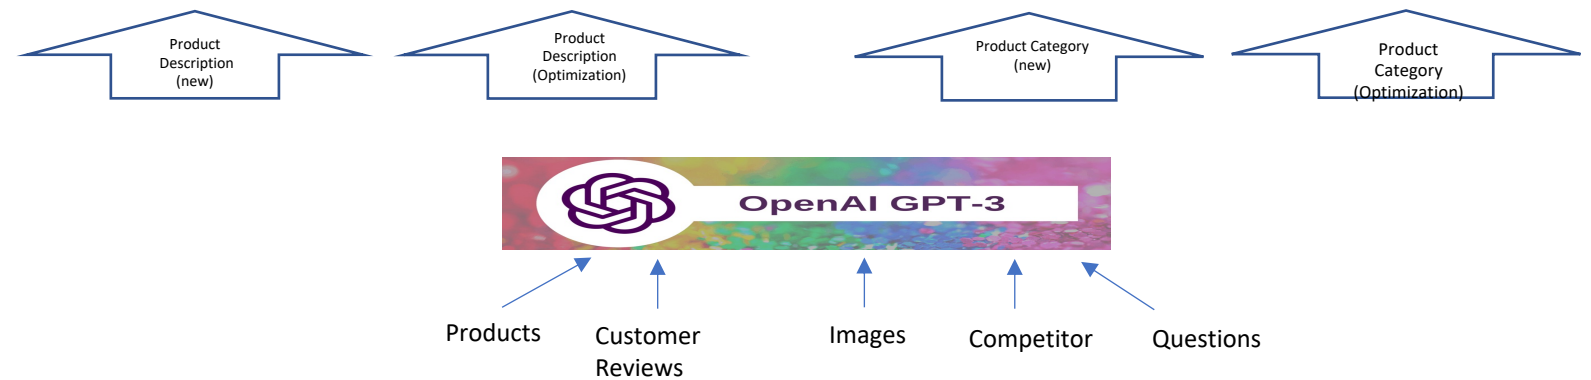 Product
Description
(new)
Product
Description
(Optimization)
Product Category
(new)
Product
Category
(Optimization)
OpenAI GPT-3
Products
Customer
Reviews
Images
Competitor
Questions